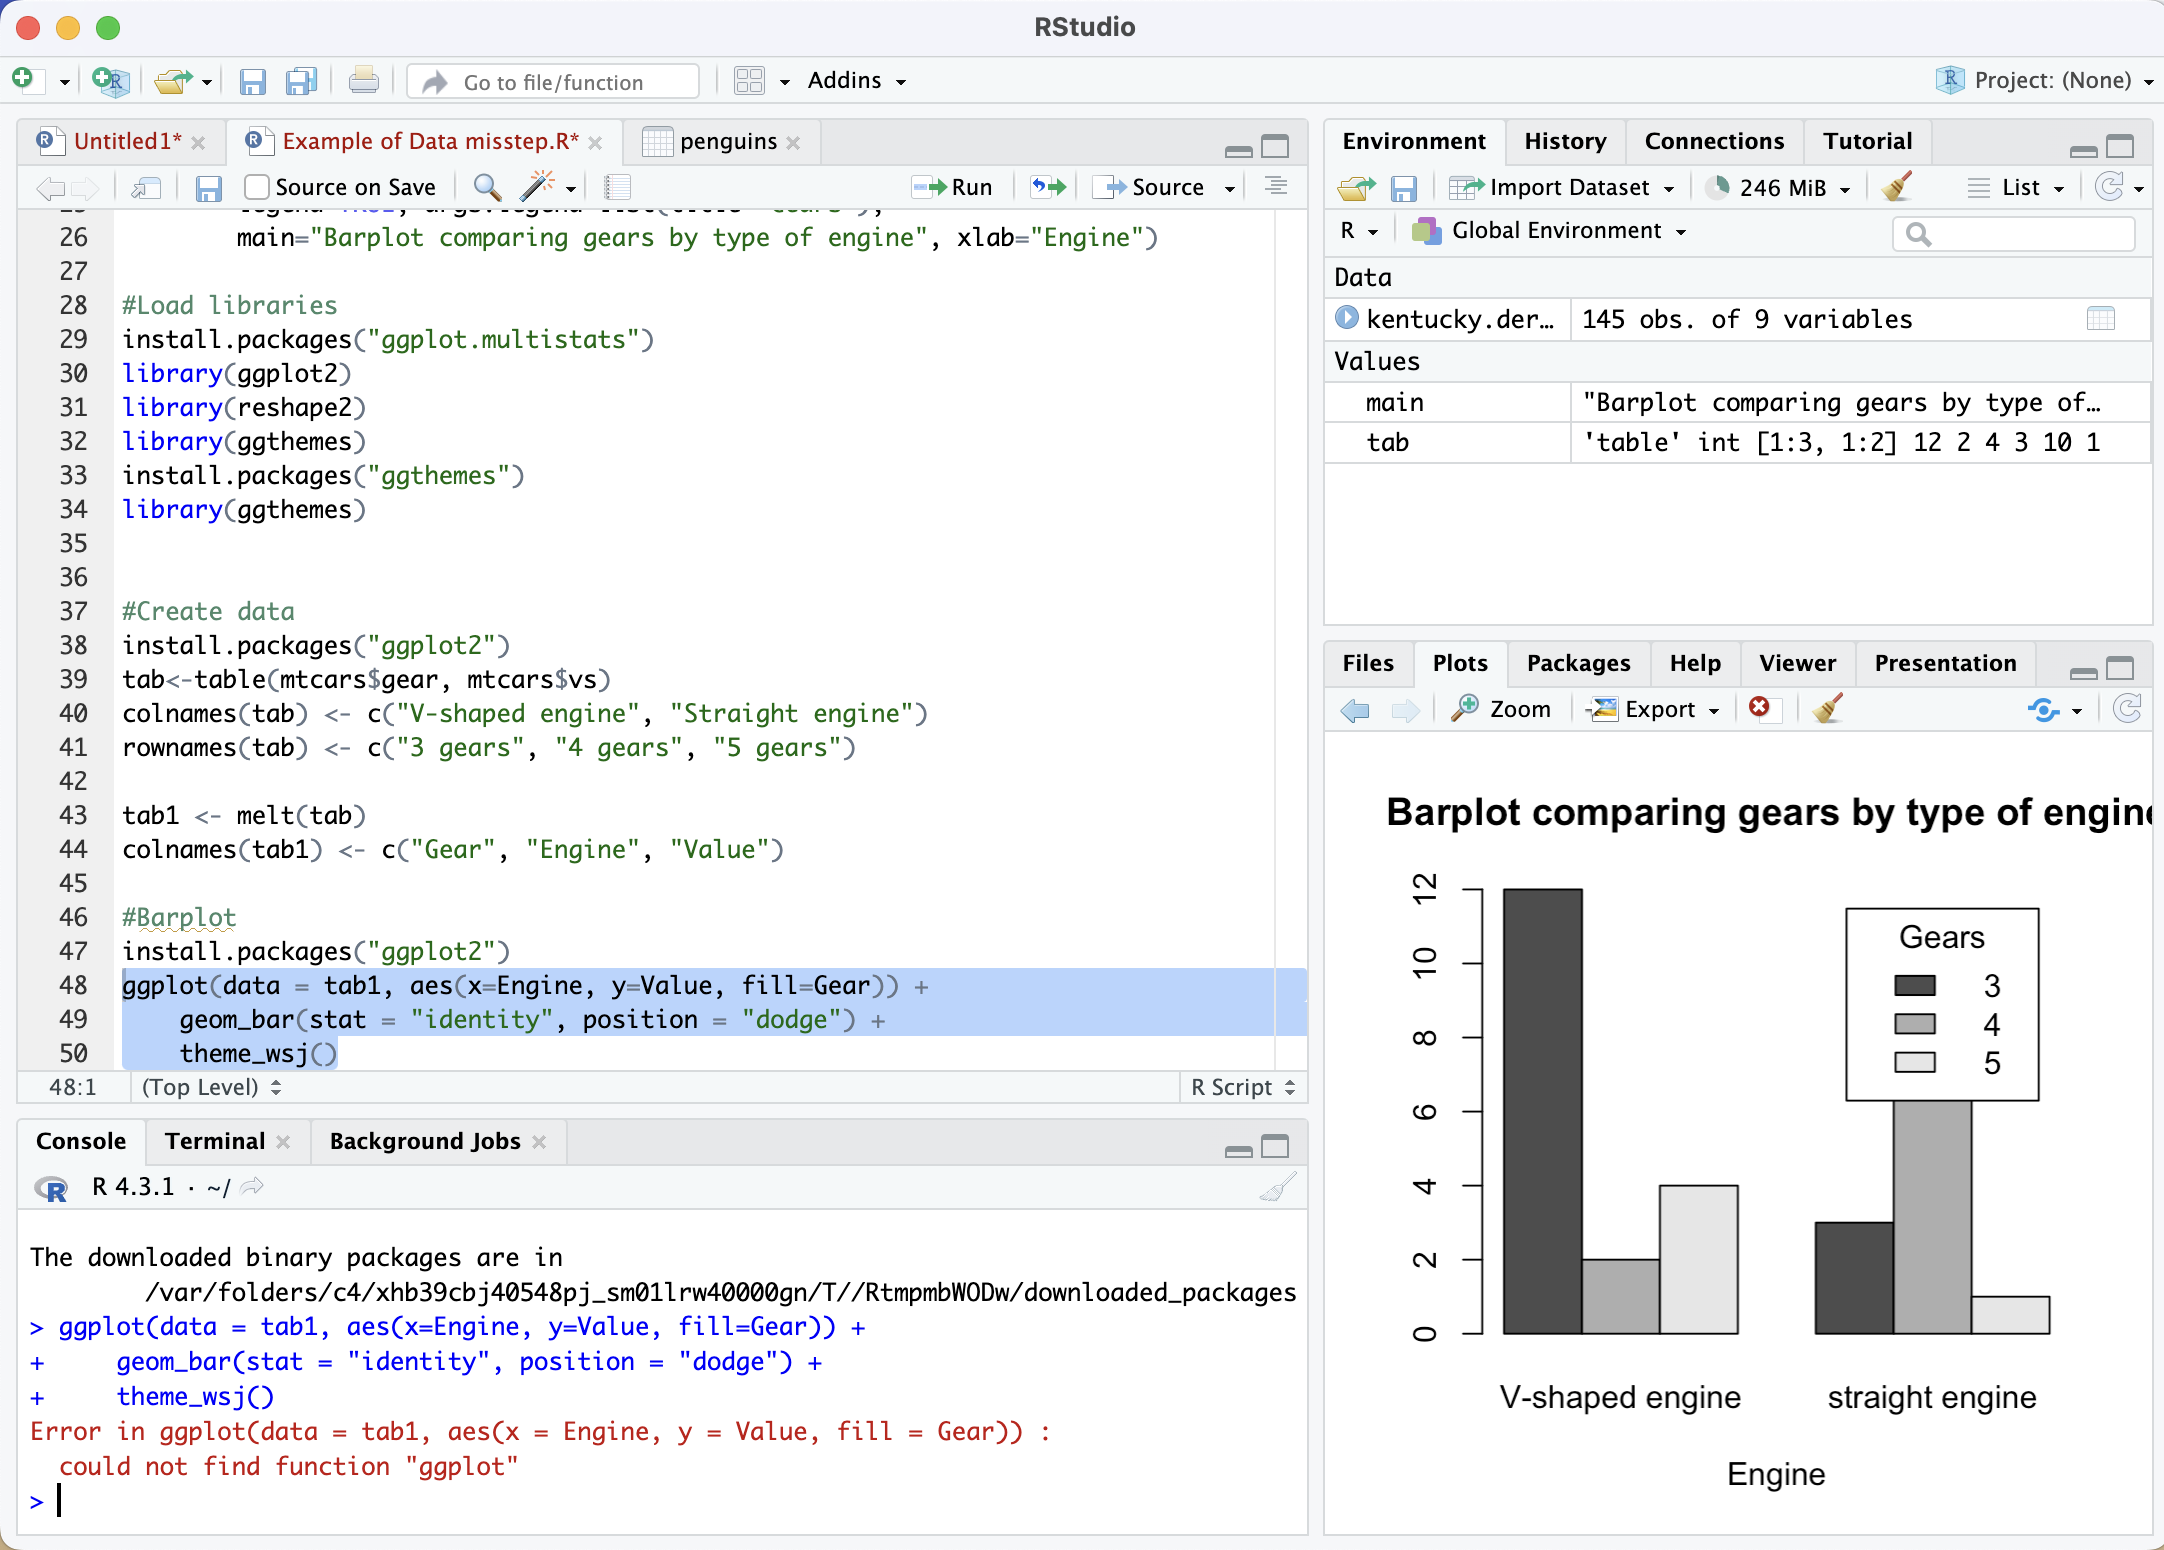 RStudio
Go to file/function
Addins
Project: (None)
Untitled1*
Example of Data misstep.R*
penguins
Source on Save
Run
Source
26 main="Barplot comparing gears by type of engine", xlab="Engine")
27
28 #Load libraries
29 install.packages("ggplot.multistats")
30 library(ggplot2)
31 library(reshape2)
32 library(ggthemes)
33 install.packages("ggthemes")
34 library(ggthemes)
35
36
37 #Create data
38 install.packages("ggplot2")
39 tab<-table(mtcars$gear, mtcars$vs)
40 colnames(tab) <- c("V-shaped engine", "Straight engine")
41 rownames(tab) <- c("3 gears", "4 gears", "5 gears")
42
43 tab1 <- melt(tab)
44 colnames(tab1) <- c("Gear", "Engine", "Value")
45
46 #Barplot
47 install.packages("ggplot2")
48 ggplot(data = tab1, aes(x=Engine, y=Value, fill=Gear)) +
49 geom_bar(stat = "identity", position = "dodge") +
50 theme_wsj()
48:1 (Top Level) R Script
Console Terminal Background Jobs
R 4.3.1 · ~/
The downloaded binary packages are in
/var/folders/c4/xhb39cbj40548pj_sm01lrw40000gn/T//RtmpmbWODw/downloaded_packages
> ggplot(data = tab1, aes(x=Engine, y=Value, fill=Gear)) +
+ geom_bar(stat = "identity", position = "dodge") +
+ theme_wsj()
Error in ggplot(data = tab1, aes(x = Engine, y = Value, fill = Gear)) :
could not find function "ggplot"
>
Environment History Connections Tutorial
Import Dataset 246 MiB List
R Global Environment
Data
kentucky.der… 145 obs. of 9 variables
Values
main "Barplot comparing gears by type of…
tab 'table' int [1:3, 1:2] 12 2 4 3 10 1
Files Plots Packages Help Viewer Presentation
Zoom Export
Barplot comparing gears by type of engine
12
10
8
6
4
2
0
Gears
3
4
5
V-shaped engine straight engine
Engine